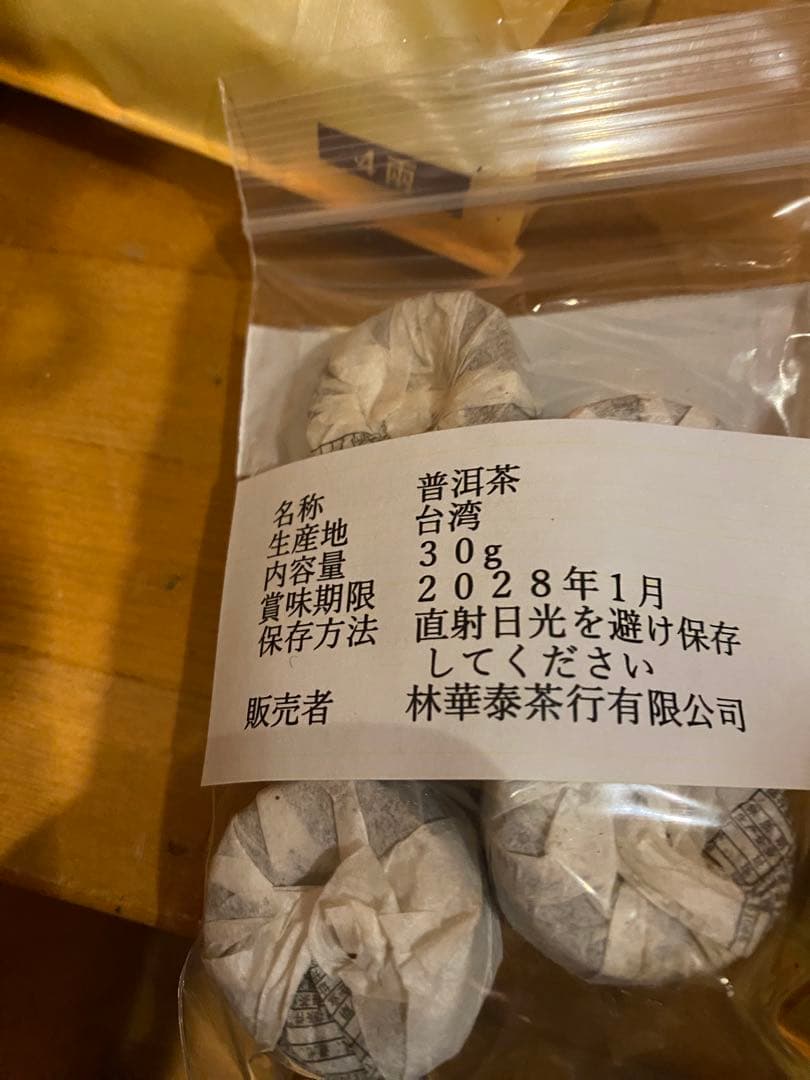 4両
名称 普洱茶
生産地 台湾
内容量 30g
賞味期限 2028年1月
保存方法 直射日光を避け保存
してください
販売者 林華泰茶行有限公司